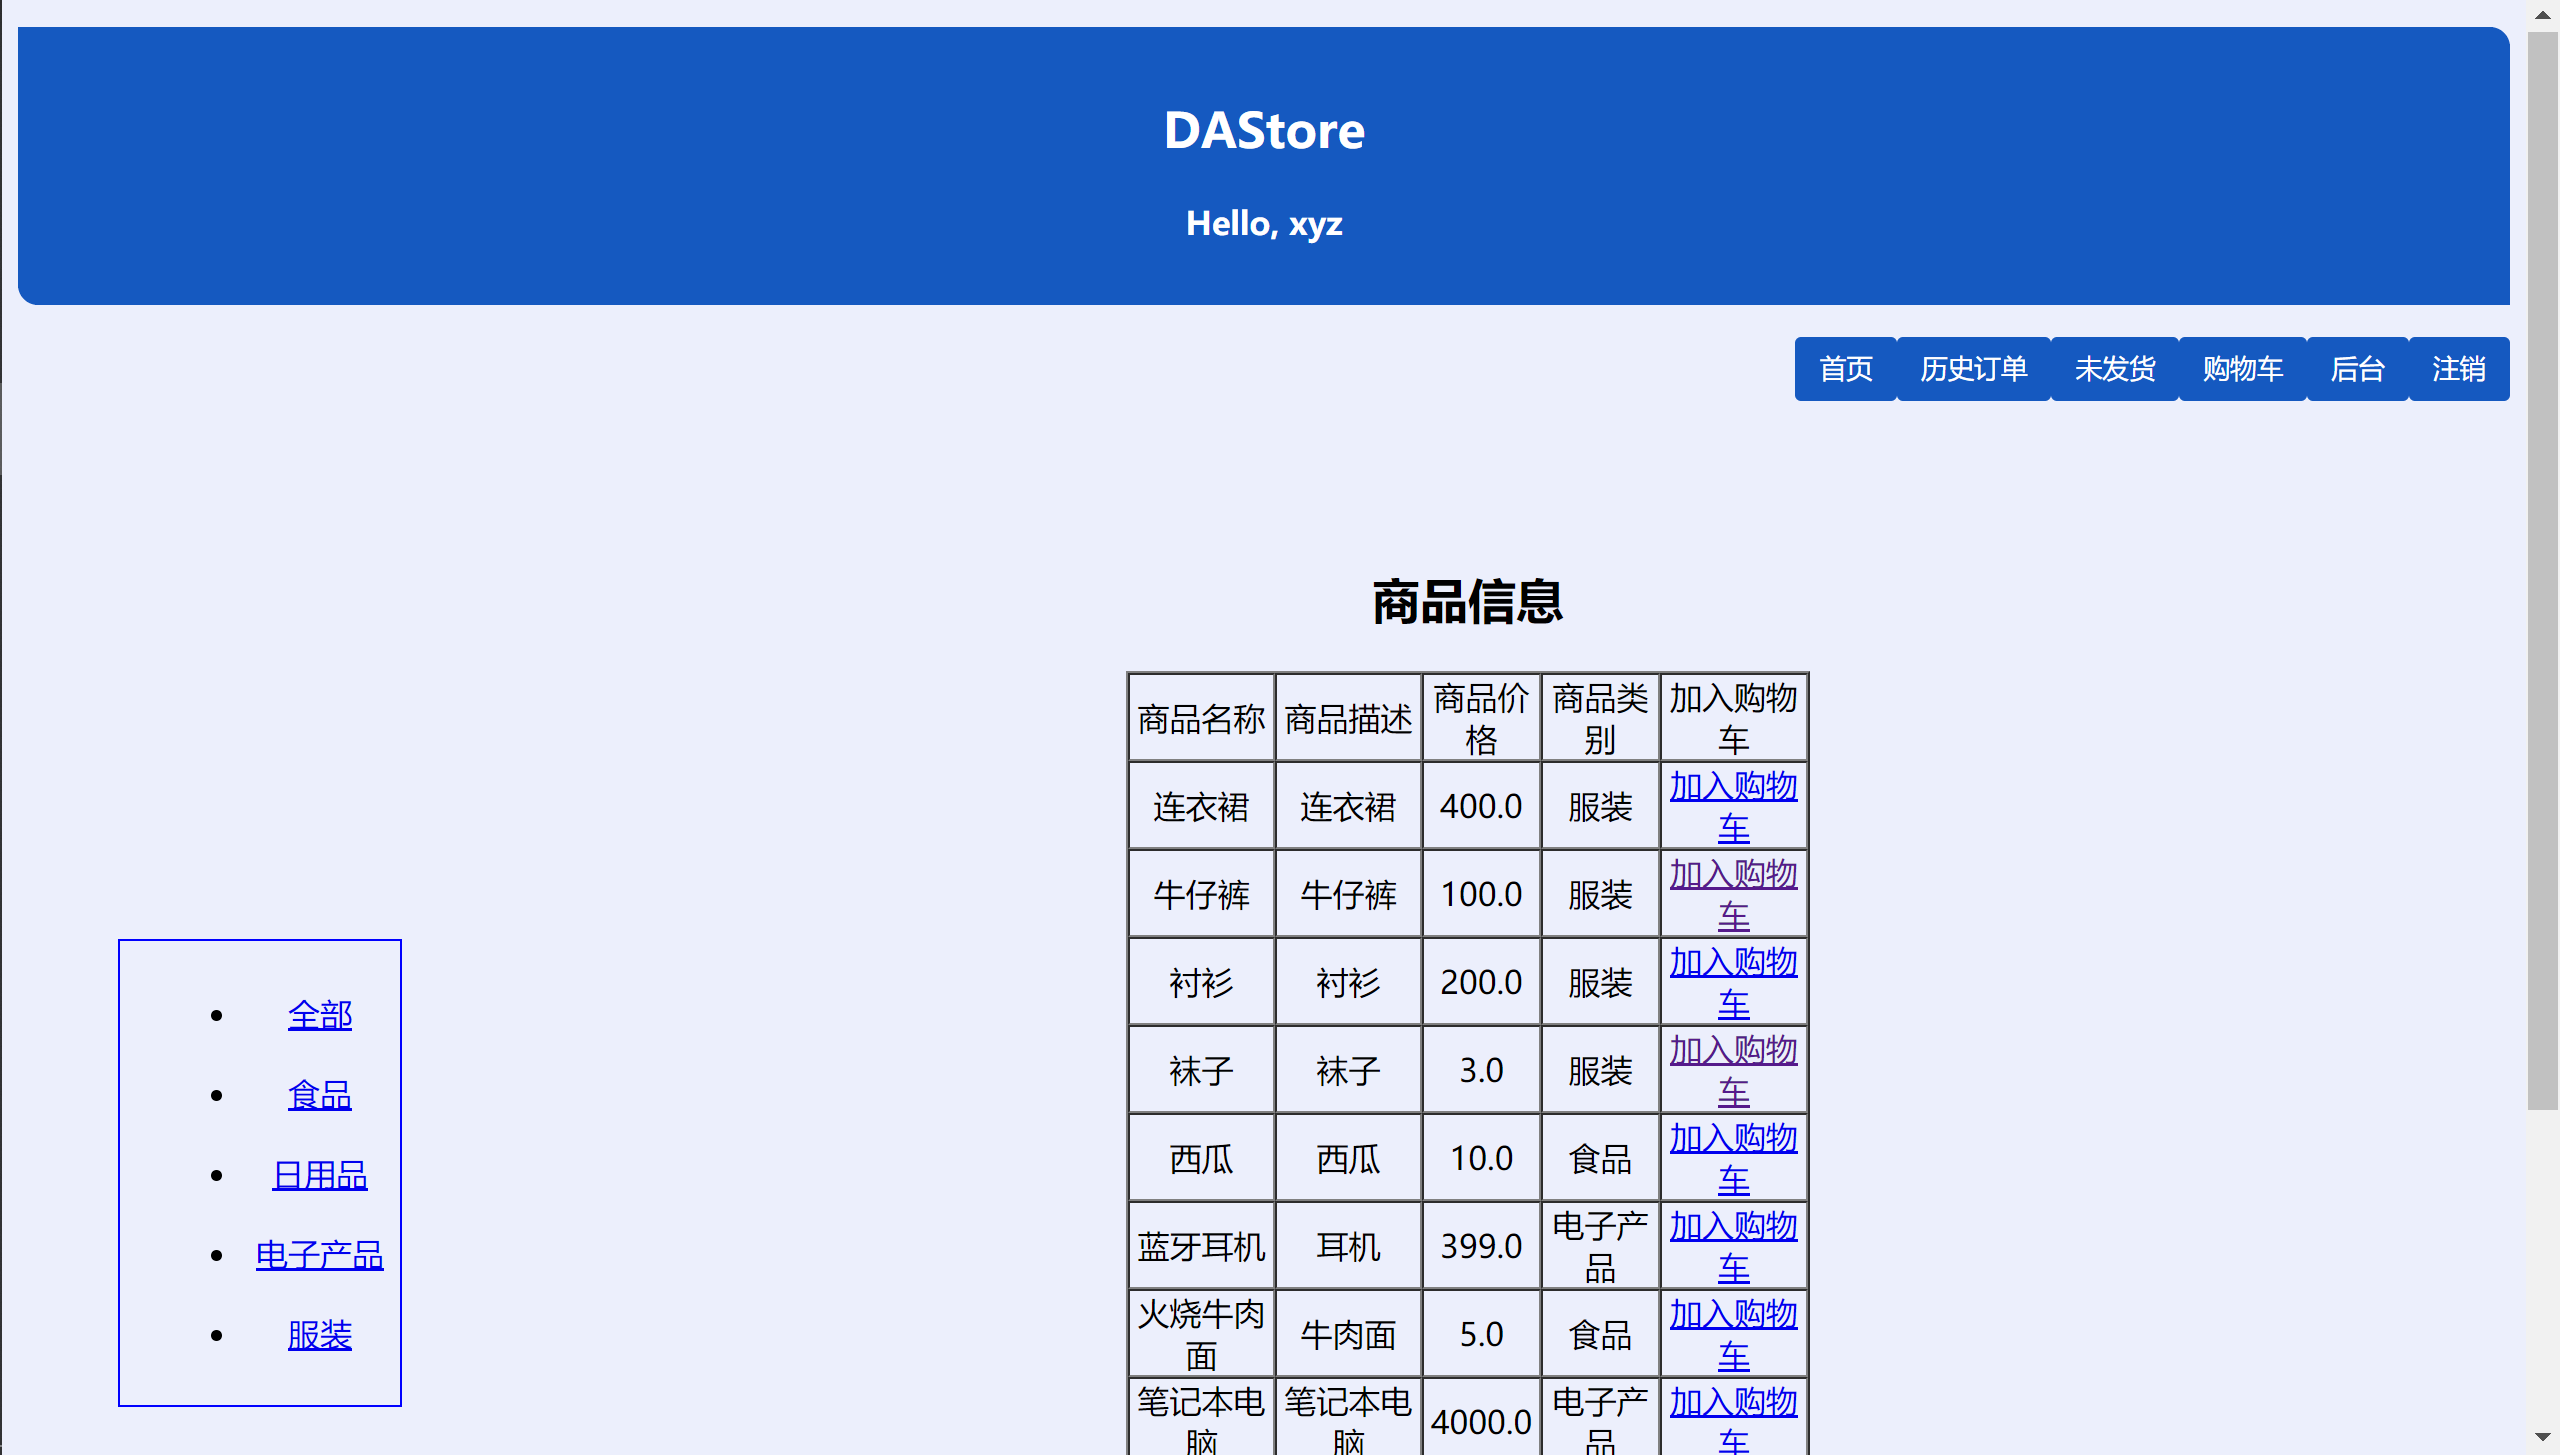 DAStore
Hello, xyz
首页 历史订单 未发货 购物车 后台 注销
商品信息
商品名称 商品描述 商品价格 商品类别 加入购物车
连衣裙 连衣裙 400.0 服装 加入购物车
牛仔裤 牛仔裤 100.0 服装 加入购物车
衬衫 衬衫 200.0 服装 加入购物车
袜子 袜子 3.0 服装 加入购物车
西瓜 西瓜 10.0 食品 加入购物车
蓝牙耳机 耳机 399.0 电子产品 加入购物车
火烧牛肉面 牛肉面 5.0 食品 加入购物车
笔记本电脑 笔记本电脑 4000.0 电子产品 加入购物车
全部
食品
日用品
电子产品
服装